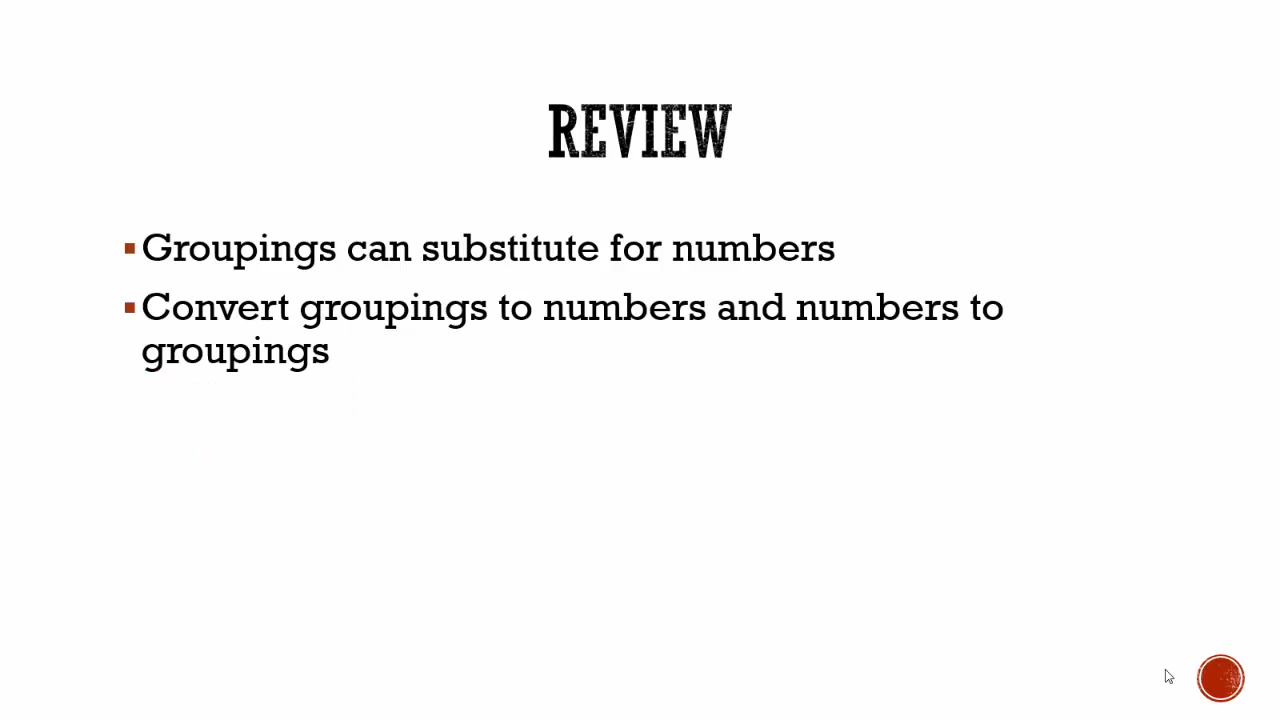 REVIEW
▪Groupings can substitute for numbers
▪Convert groupings to numbers and numbers to
groupings